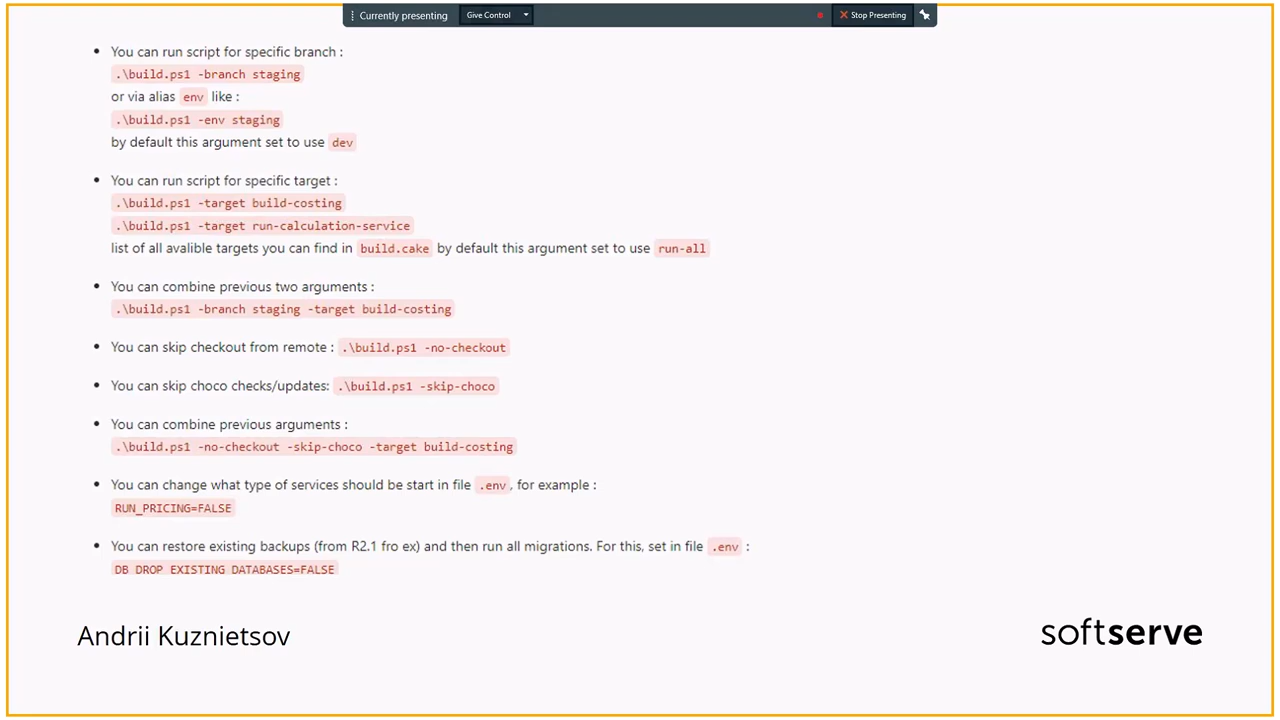 Currently presenting
Give Control
Stop Presenting
You can run script for specific branch :
.\build.ps1 -branch staging
or via alias env like :
.\build.ps1 -env staging
by default this argument set to use dev
You can run script for specific target :
.\build.ps1 -target build-costing
.\build.ps1 -target run-calculation-service
list of all avalible targets you can find in build.cake by default this argument set to use run-all
You can combine previous two arguments :
.\build.ps1 -branch staging -target build-costing
You can skip checkout from remote : .\build.ps1 -no-checkout
You can skip choco checks/updates: .\build.ps1 -skip-choco
You can combine previous arguments :
.\build.ps1 -no-checkout -skip-choco -target build-costing
You can change what type of services should be start in file .env, for example :
RUN_PRICING=FALSE
You can restore existing backups (from R2.1 fro ex) and then run all migrations. For this, set in file .env :
DB_DROP_EXISTING_DATABASES=FALSE
Andrii Kuznietsov
softserve